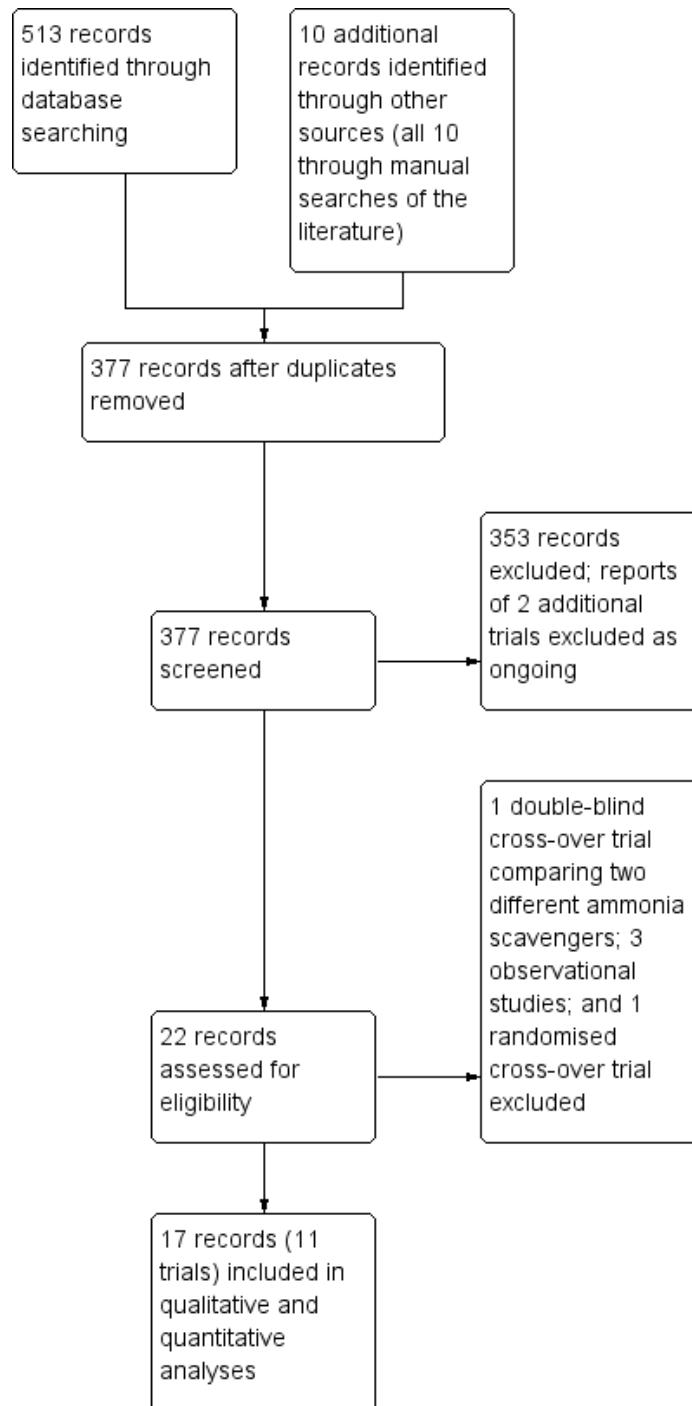 513 records
identified through
database
searching
10 additional
records identified
through other
sources (all 10
through manual
searches of the
literature)
377 records after duplicates
removed
353 records
excluded; reports
of 2 additional
trials excluded as
ongoing
377 records
screened
1 double-blind
cross-over trial
comparing two
different ammonia
scavengers; 3
observational
studies; and 1
randomised
cross-over trial
excluded
22 records
assessed for
eligibility
17 records (11
trials) included in
qualitative and
quantitative
analyses